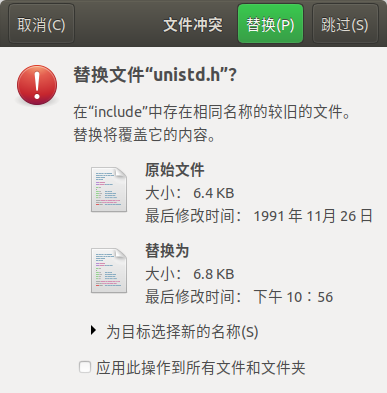 取消(C) 文件冲突 替换(P) 跳过(S)
替换文件“unistd.h”？
在“include”中存在相同名称的较旧的文件。
替换将覆盖它的内容。
原始文件
大小： 6.4 KB
最后修改时间： 1991 年 11月 26 日
替换为
大小： 6.8 KB
最后修改时间： 下午 10∶56
为目标选择新的名称(S)
应用此操作到所有文件和文件夹